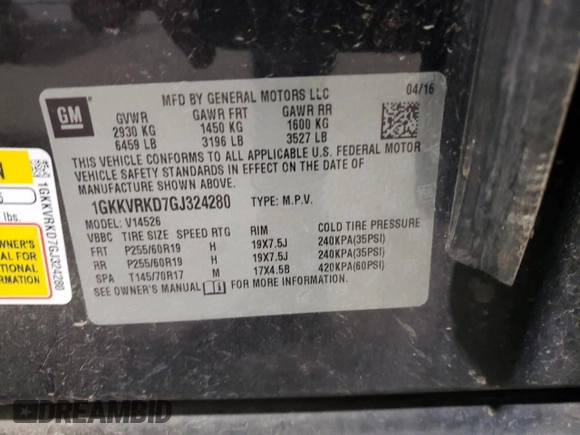 GM
MFD BY GENERAL MOTORS LLC 04/16
GVWR GAWR FRT GAWR RR
2930 KG 1450 KG 1600 KG
6459 LB 3196 LB 3527 LB
THIS VEHICLE CONFORMS TO ALL APPLICABLE U.S. FEDERAL MOTOR
VEHICLE SAFETY STANDARDS IN EFFECT ON THE DATE OF
MANUFACTURE SHOWN ABOVE.
1GKKVRKD7GJ324280 TYPE: M.P.V.
MODEL: V14526
VBBC TIRE SIZE SPEED RTG RIM COLD TIRE PRESSURE
FRT P255/60R19 H 19X7.5J 240KPA(35PSI)
RR P255/60R19 H 19X7.5J 240KPA(35PSI)
SPA T145/70R17 M 17X4.5B 420KPA(60PSI)
SEE OWNER'S MANUAL FOR MORE INFORMATION.
1GKKVRKD7GJ324280
lbs.
OWNER'S
FOR
ITIONAL
RMATION
DREAMBID